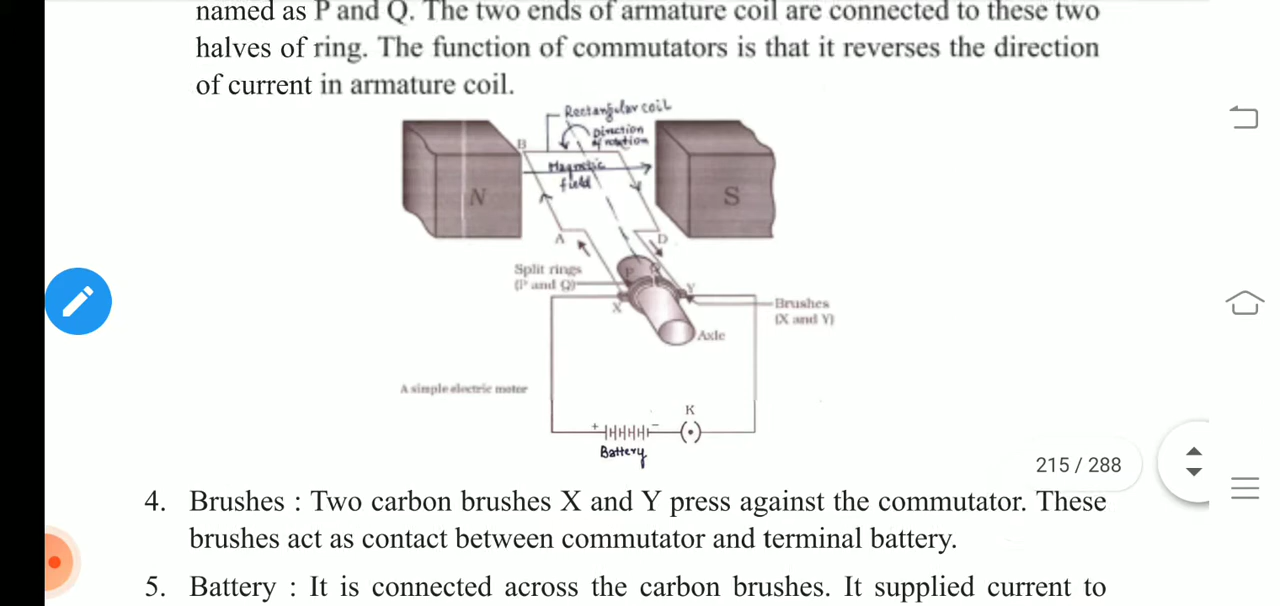 named as P and Q. The two ends of armature coil are connected to these two
halves of ring. The function of commutators is that it reverses the direction
of current in armature coil.
Rectangular coil
Direction
of rotation
B
Magnetic
field
N
S
A
D
Split rings
(P and Q)
P
Q
X
Y
Brushes
(X and Y)
Axle
A simple electric motor
K
+
−
Battery
215 / 288
4. Brushes : Two carbon brushes X and Y press against the commutator. These
brushes act as contact between commutator and terminal battery.
5. Battery : It is connected across the carbon brushes. It supplied current to